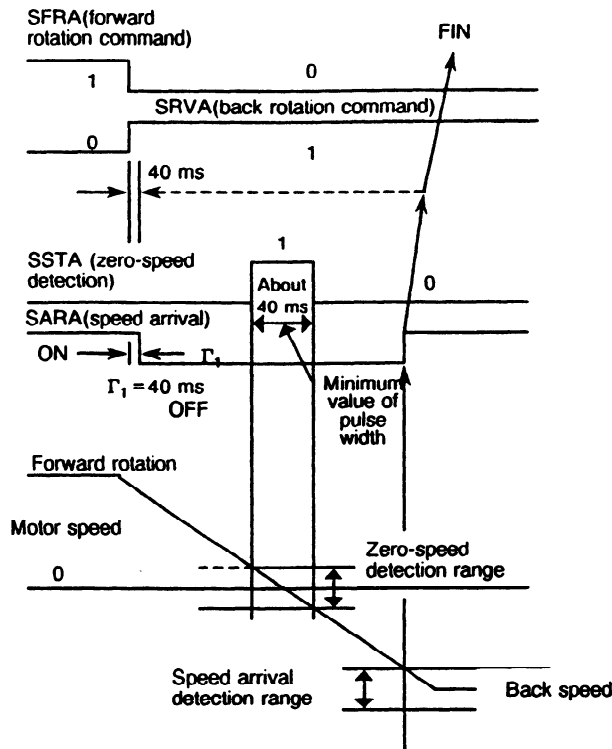 SFRA(forward
rotation command)
FIN
1
0
SRVA(back rotation command)
0
1
40 ms
1
SSTA (zero-speed
detection)
About
40 ms
0
SARA(speed arrival)
ON
Γ₁
Γ₁ = 40 ms
OFF
Minimum
value of
pulse
width
Forward rotation
Motor speed
Zero-speed
detection range
0
Speed arrival
detection range
Back speed